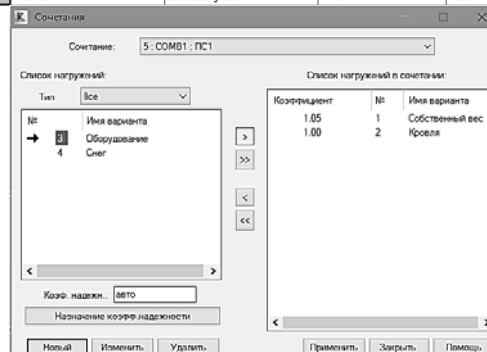 Сочетания
Сочетание: 5 : COMB1 : ПС1
Список нагружений:
Список нагружений в сочетании:
Тип: Все
№ Имя варианта
3 Оборудование
4 Снег
>
>>
<
<<
Коэффициент № Имя варианта
1.05 1 Собственный вес
1.00 2 Кровля
Коэф. надежн.: авто
Назначение коэфф.надежности
Новый Изменить Удалить
Применить Закрыть Помощь